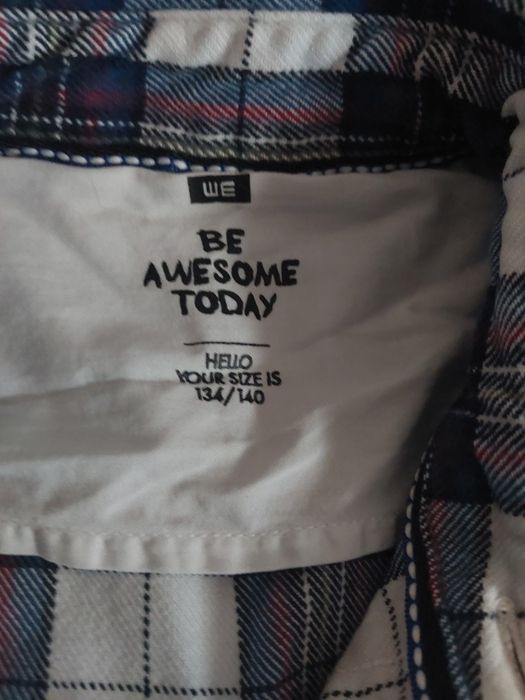 WE
BE
AWESOME
TODAY
HELLO
YOUR SIZE IS
134/140